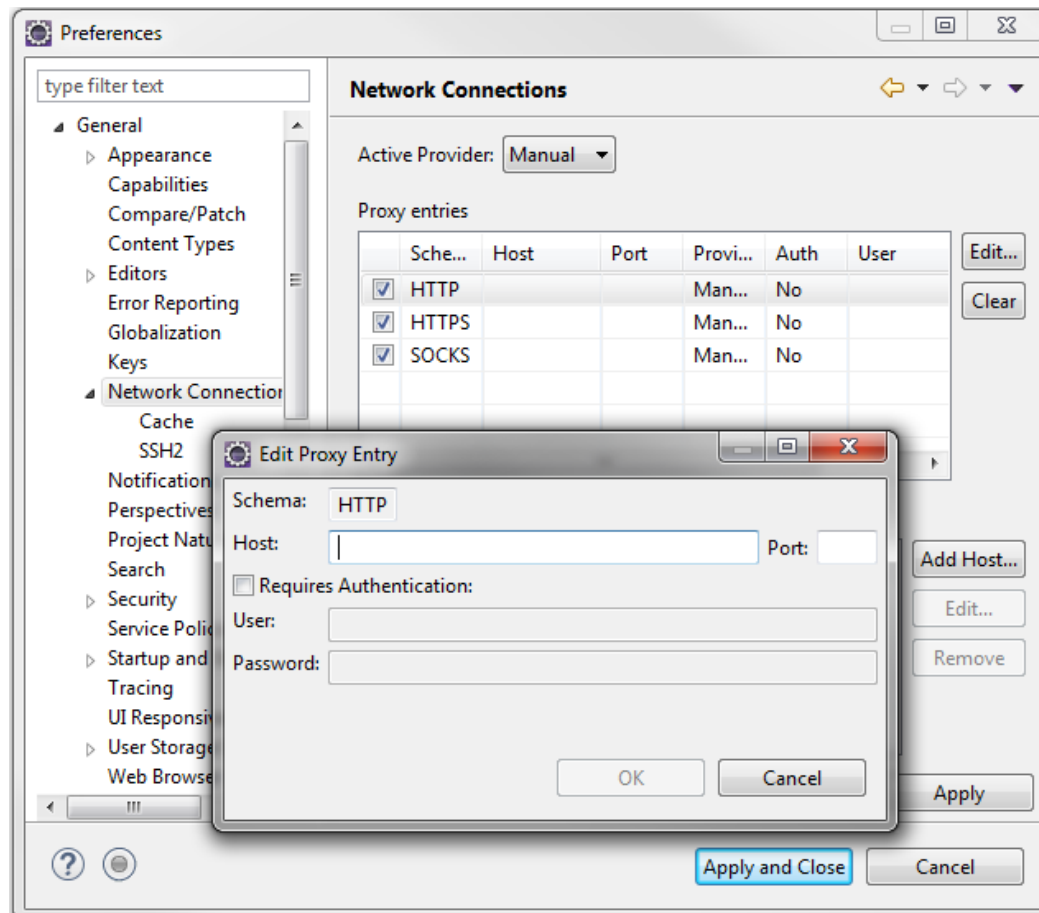 Preferences
type filter text
General
Appearance
Capabilities
Compare/Patch
Content Types
Editors
Error Reporting
Globalization
Keys
Network Connection
Cache
SSH2
Notification
Perspectives
Project Natu
Search
Security
Service Polic
Startup and
Tracing
UI Responsiv
User Storage
Web Browse
Network Connections
Active Provider: Manual
Proxy entries
Sche... Host Port Provi... Auth User
HTTP Man... No
HTTPS Man... No
SOCKS Man... No
Edit...
Clear
Edit Proxy Entry
Schema: HTTP
Host: Port:
Requires Authentication:
User:
Password:
OK Cancel
Add Host...
Edit...
Remove
Apply
Apply and Close Cancel